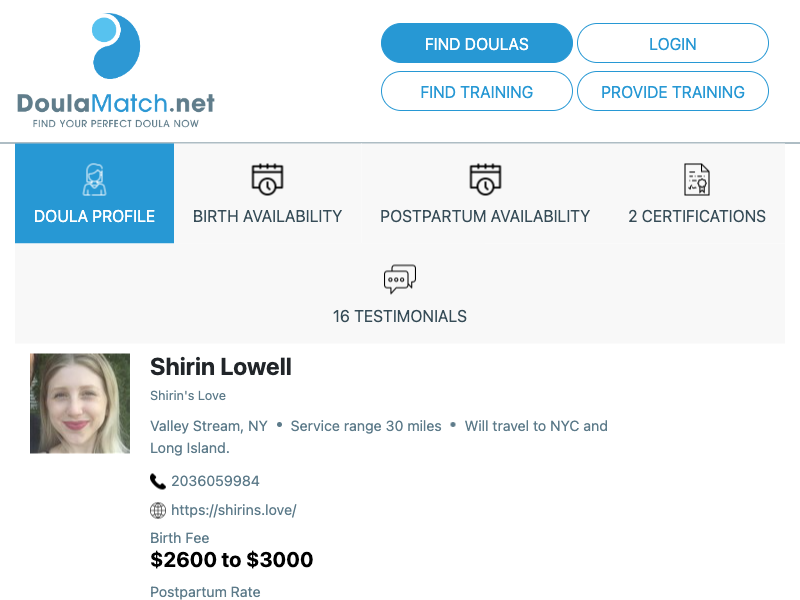 DoulaMatch.net
FIND YOUR PERFECT DOULA NOW
FIND DOULAS
LOGIN
FIND TRAINING
PROVIDE TRAINING
DOULA PROFILE
BIRTH AVAILABILITY
POSTPARTUM AVAILABILITY
2 CERTIFICATIONS
16 TESTIMONIALS
Shirin Lowell
Shirin's Love
Valley Stream, NY • Service range 30 miles • Will travel to NYC and
Long Island.
2036059984
https://shirins.love/
Birth Fee
$2600 to $3000
Postpartum Rate